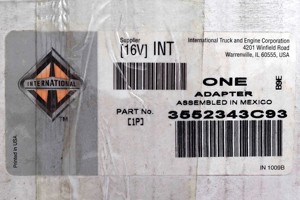 Supplier
[16V] INT
International Truck and Engine Corporation
4201 Winfield Road
Warrenville, IL 60555, USA
INTERNATIONAL
TM
ONE
ADAPTER
ASSEMBLED IN MEXICO
PART No.
[1P]
3552343C93
Printed in USA
IN 1009B